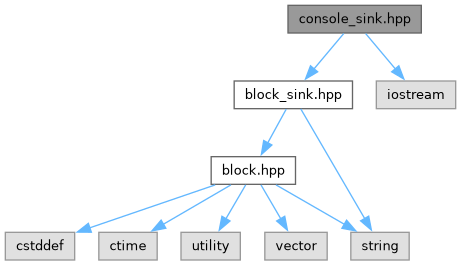 console_sink.hpp
block_sink.hpp
iostream
block.hpp
cstddef
ctime
utility
vector
string